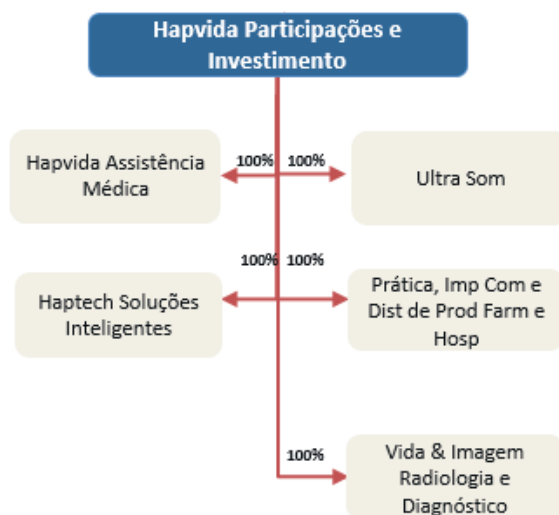 Hapvida Participações e
Investimento
100%
100%
Hapvida Assistência
Médica
Ultra Som
100%
100%
Haptech Soluções
Inteligentes
Prática, Imp Com e
Dist de Prod Farm e
Hosp
100%
Vida & Imagem
Radiologia e
Diagnóstico